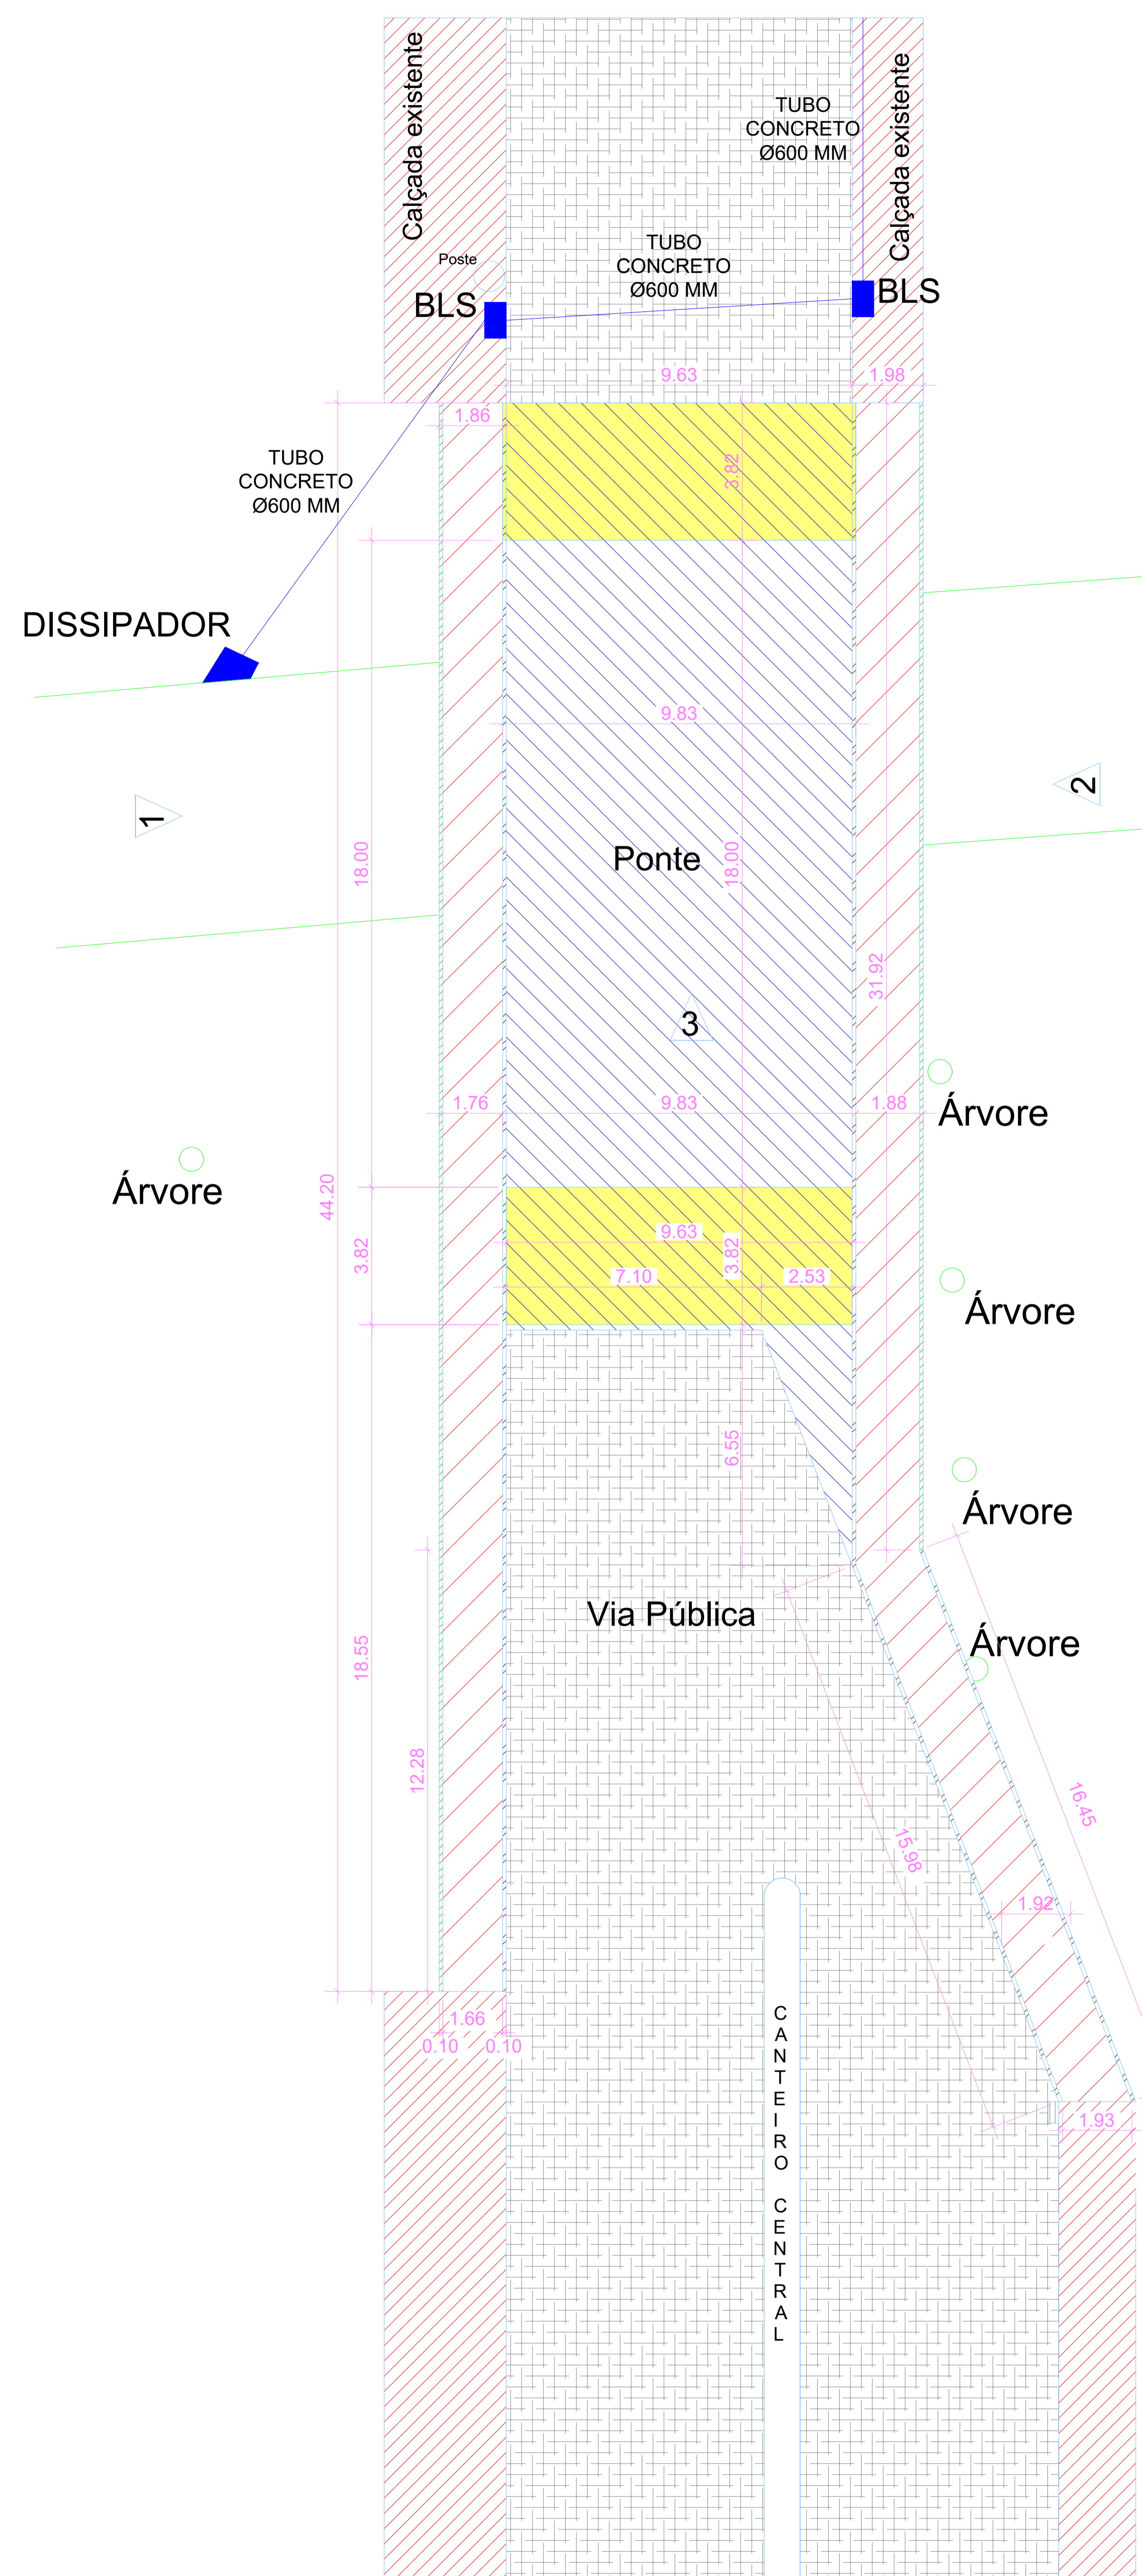 Calçada existente
Calçada existente
TUBO
CONCRETO
Ø600 MM
TUBO
CONCRETO
Ø600 MM
Poste
BLS
BLS
9.63
1.98
1.86
3.82
TUBO
CONCRETO
Ø600 MM
DISSIPADOR
9.83
1
2
18.00
Ponte
18.00
31.92
3
1.76
9.83
1.88
Árvore
Árvore
44.20
3.82
9.63
3.82
7.10
2.53
Árvore
6.55
Árvore
Via Pública
Árvore
18.55
12.28
16.45
15.98
1.92
1.66
0.10
0.10
CANTEIRO CENTRAL
1.93